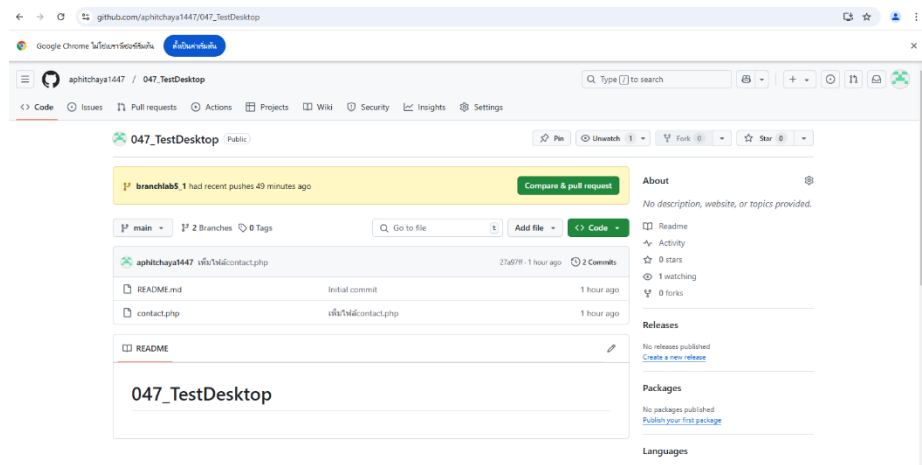 github.com/aphitchaya1447/047_TestDesktop
Google Chrome ไม่ใช่เบราว์เซอร์เริ่มต้น ตั้งเป็นค่าเริ่มต้น
aphitchaya1447 / 047_TestDesktop
Type / to search
Code Issues Pull requests Actions Projects Wiki Security Insights Settings
047_TestDesktop Public
Pin Unwatch 1 Fork 0 Star 0
branchlab5_1 had recent pushes 49 minutes ago
Compare & pull request
main 2 Branches 0 Tags
Go to file t
Add file
Code
aphitchaya1447 เพิ่มไฟล์contact.php
27a97ff · 1 hour ago 2 Commits
README.md Initial commit 1 hour ago
contact.php เพิ่มไฟล์contact.php 1 hour ago
README
047_TestDesktop
About
No description, website, or topics provided.
Readme
Activity
0 stars
1 watching
0 forks
Releases
No releases published
Create a new release
Packages
No packages published
Publish your first package
Languages